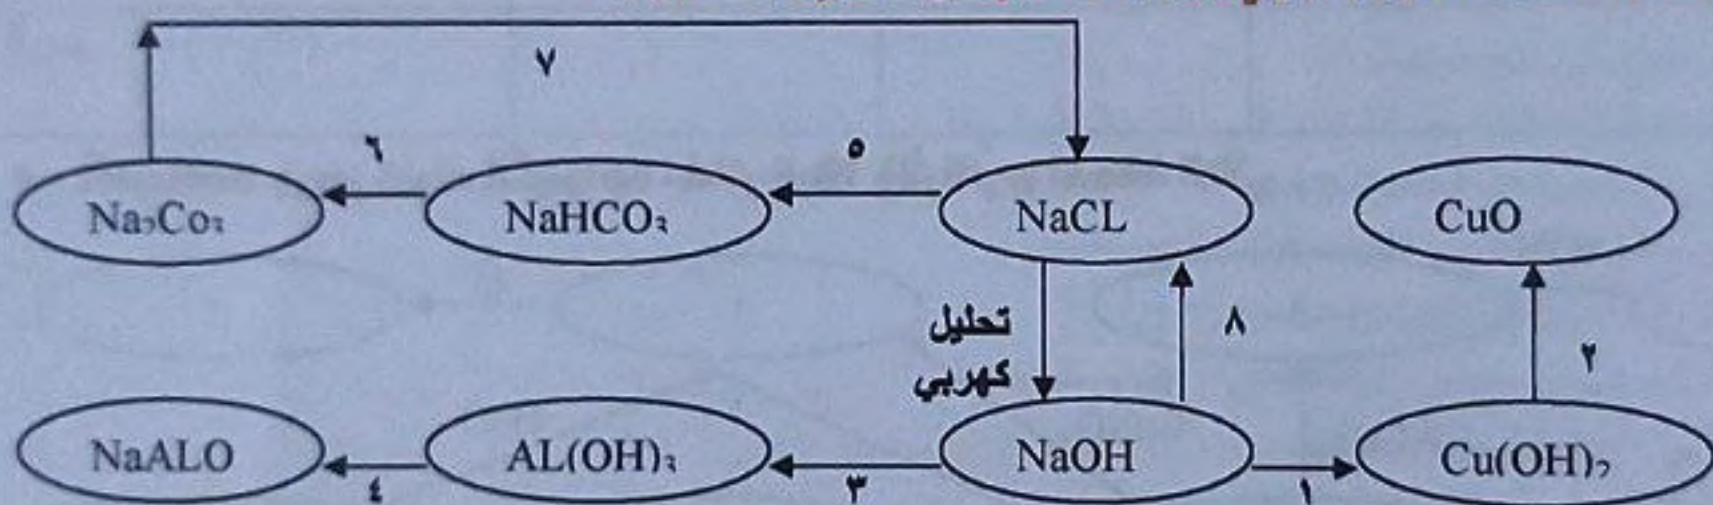 ٧
٦
٥
Na₂Co₃
NaHCO₃
NaCL
CuO
تحليل
كهربي
٨
٢
NaALO
AL(OH)₃
NaOH
Cu(OH)₂
٤
٣
١